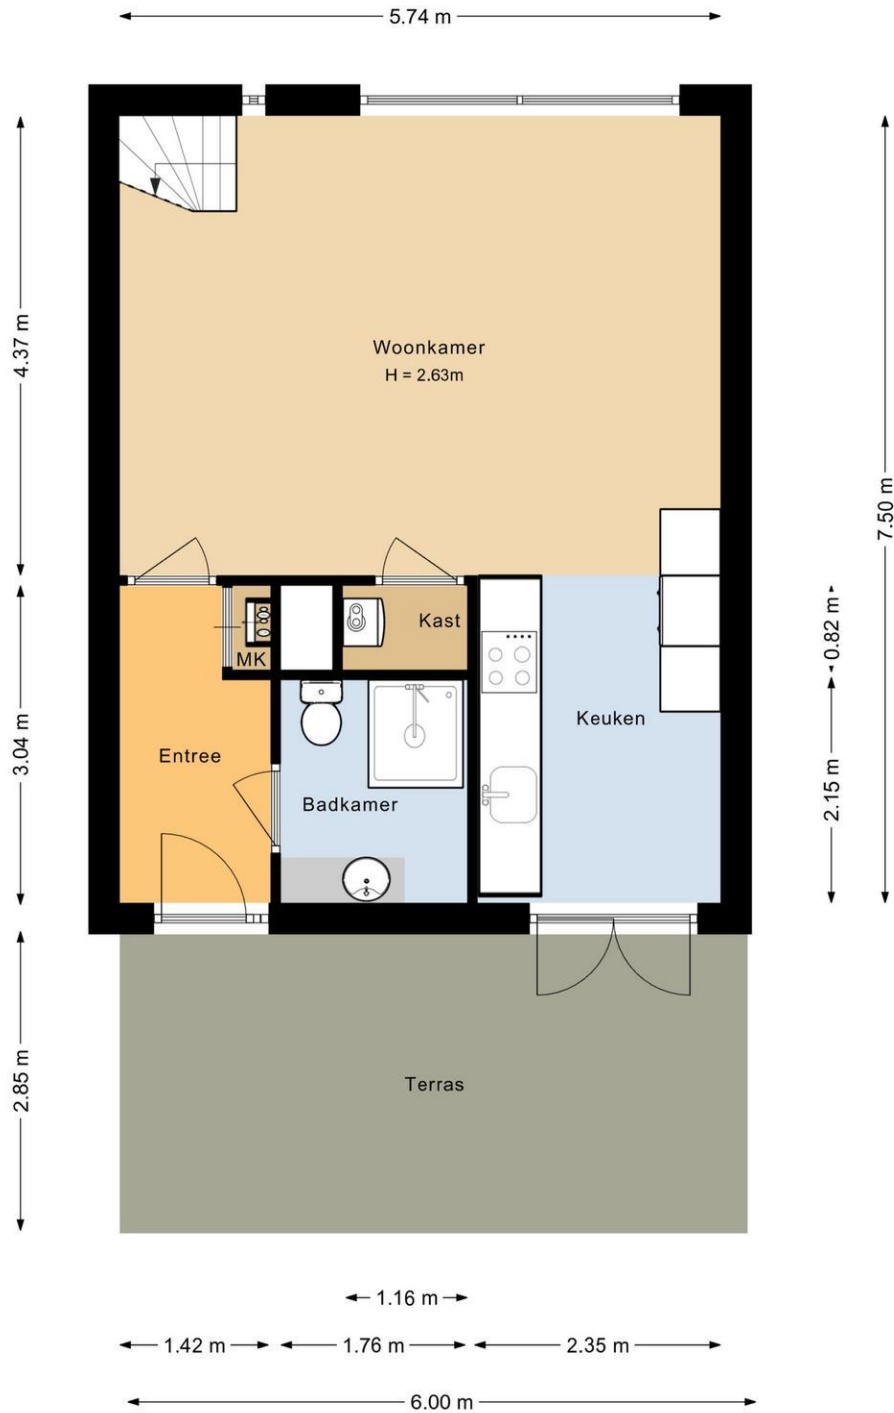 5.74 m
4.37 m
7.50 m
Woonkamer
H = 2.63m
0.82 m
Kast
MK
Keuken
3.04 m
Entree
2.15 m
Badkamer
2.85 m
Terras
1.16 m
1.42 m
1.76 m
2.35 m
6.00 m